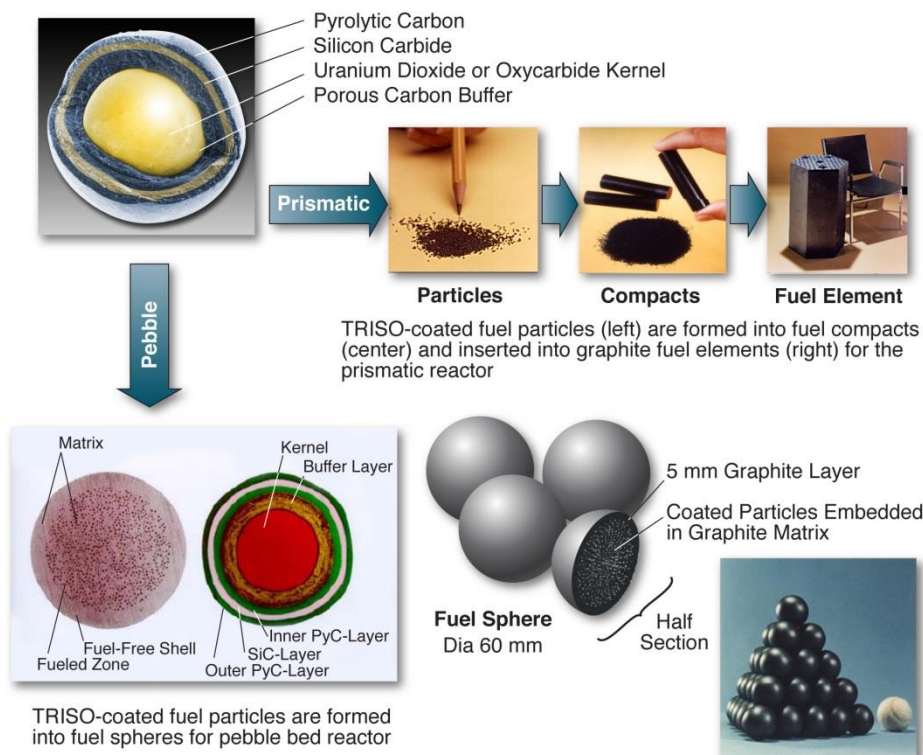 Pyrolytic Carbon
Silicon Carbide
Uranium Dioxide or Oxycarbide Kernel
Porous Carbon Buffer
Prismatic
Particles
Compacts
Fuel Element
TRISO-coated fuel particles (left) are formed into fuel compacts
(center) and inserted into graphite fuel elements (right) for the
prismatic reactor
Pebble
Matrix
Kernel
Buffer Layer
Fuel-Free Shell
Fueled Zone
Inner PyC-Layer
SiC-Layer
Outer PyC-Layer
TRISO-coated fuel particles are formed
into fuel spheres for pebble bed reactor
5 mm Graphite Layer
Coated Particles Embedded
in Graphite Matrix
Fuel Sphere
Dia 60 mm
Half
Section